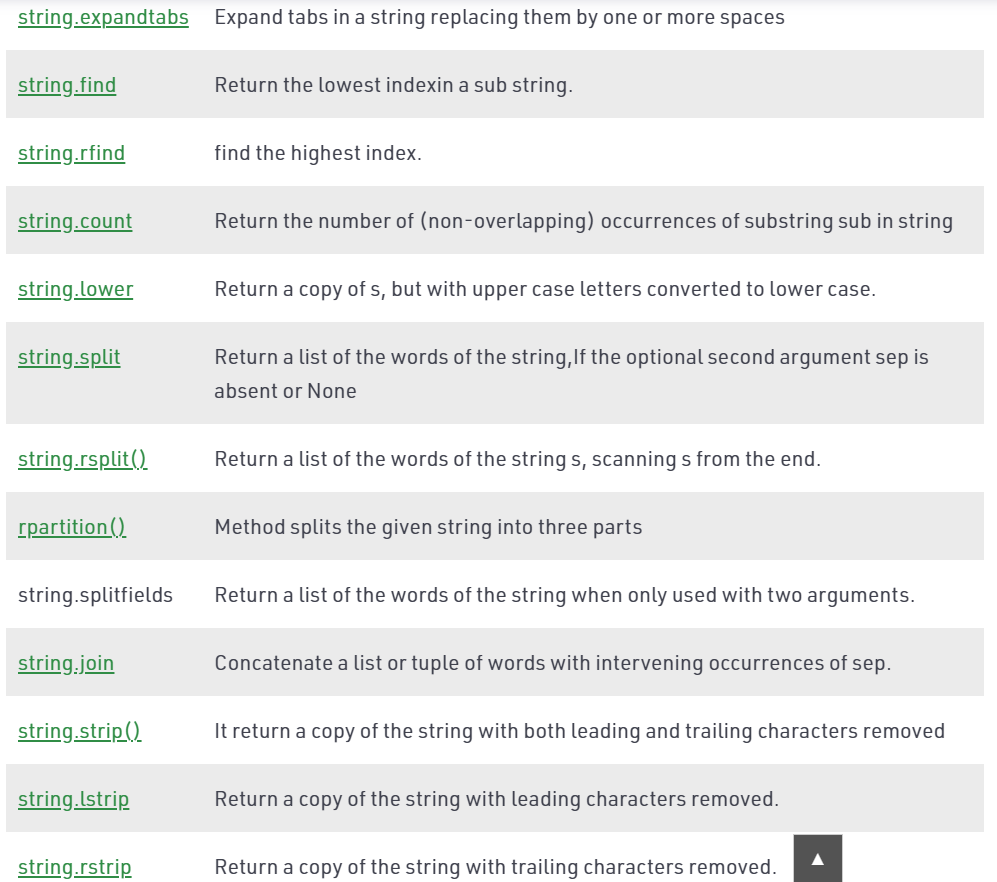 string.expandtabs Expand tabs in a string replacing them by one or more spaces
string.find Return the lowest indexin a sub string.
string.rfind find the highest index.
string.count Return the number of (non-overlapping) occurrences of substring sub in string
string.lower Return a copy of s, but with upper case letters converted to lower case.
string.split Return a list of the words of the string,If the optional second argument sep is
absent or None
string.rsplit() Return a list of the words of the string s, scanning s from the end.
rpartition() Method splits the given string into three parts
string.splitfields Return a list of the words of the string when only used with two arguments.
string.join Concatenate a list or tuple of words with intervening occurrences of sep.
string.strip() It return a copy of the string with both leading and trailing characters removed
string.lstrip Return a copy of the string with leading characters removed.
string.rstrip Return a copy of the string with trailing characters removed.